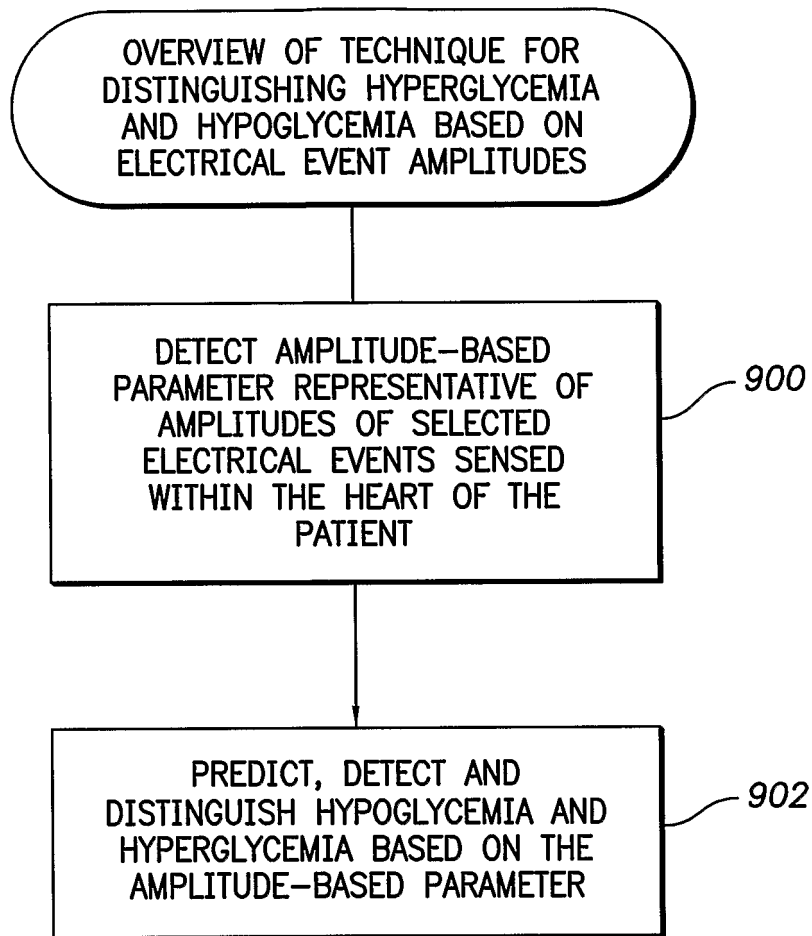 OVERVIEW OF TECHNIQUE FOR
DISTINGUISHING HYPERGLYCEMIA
AND HYPOGLYCEMIA BASED ON
ELECTRICAL EVENT AMPLITUDES
DETECT AMPLITUDE–BASED
PARAMETER REPRESENTATIVE OF
AMPLITUDES OF SELECTED
ELECTRICAL EVENTS SENSED
WITHIN THE HEART OF THE
PATIENT
900
PREDICT, DETECT AND
DISTINGUISH HYPOGLYCEMIA AND
HYPERGLYCEMIA BASED ON THE
AMPLITUDE–BASED PARAMETER
902